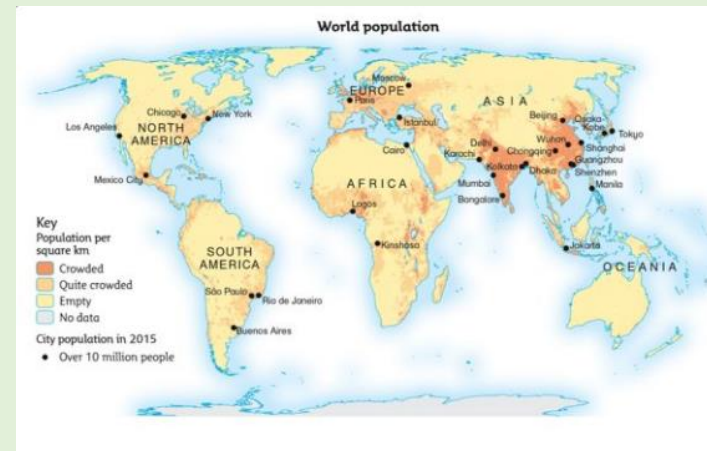 World population
Moscow
EUROPE
Paris
ASIA
Chicago
New York
Istanbul
Beijing
Osaka-
Kobe
Tokyo
Los Angeles
NORTH
AMERICA
Cairo
Delhi
Wuhan
Karachi
Chongqing
Shanghai
Kolkata
Guangzhou
Dhaka
Shenzhen
Mexico City
AFRICA
Mumbai
Manila
Bangalore
Lagos
Key
Population per
square km
Crowded
Quite crowded
Empty
No data
City population in 2015
Over 10 million people
SOUTH
AMERICA
Kinshasa
Jakarta
OCEANIA
São Paulo
Rio de Janeiro
Buenos Aires